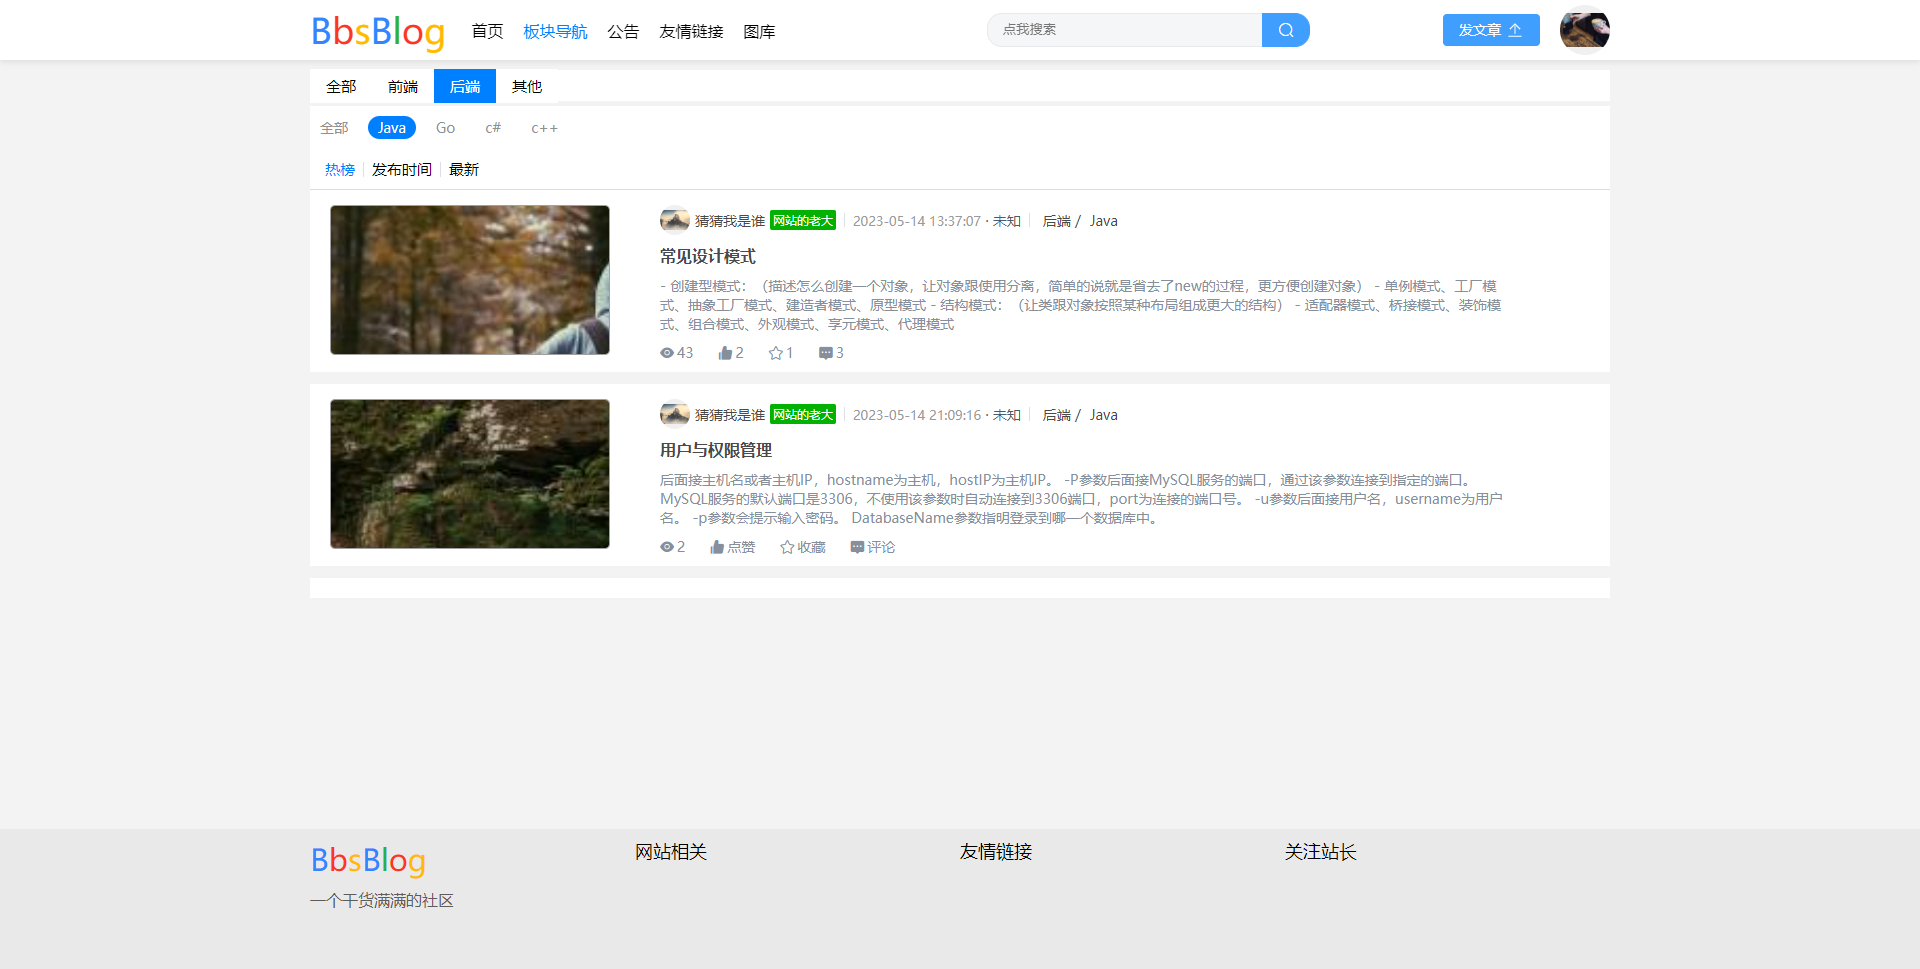 BbsBlog 首页 板块导航 公告 友情链接 图库 点我搜索 发文章
全部 前端 后端 其他
全部 Java Go c# c++
热榜 发布时间 最新
猜猜我是谁 网站的老大 2023-05-14 13:37:07 · 未知 后端 / Java
常见设计模式
- 创建型模式：（描述怎么创建一个对象，让对象跟使用分离，简单的说就是省去了new的过程，更方便创建对象） - 单例模式、工厂模
式、抽象工厂模式、建造者模式、原型模式 - 结构模式：（让类跟对象按照某种布局组成更大的结构） - 适配器模式、桥接模式、装饰模
式、组合模式、外观模式、享元模式、代理模式
43 2 1 3
猜猜我是谁 网站的老大 2023-05-14 21:09:16 · 未知 后端 / Java
用户与权限管理
后面接主机名或者主机IP，hostname为主机，hostIP为主机IP。 -P参数后面接MySQL服务的端口，通过该参数连接到指定的端口。
MySQL服务的默认端口是3306，不使用该参数时自动连接到3306端口，port为连接的端口号。 -u参数后面接用户名，username为用户
名。 -p参数会提示输入密码。 DatabaseName参数指明登录到哪一个数据库中。
2 点赞 收藏 评论
BbsBlog 网站相关 友情链接 关注站长
一个干货满满的社区